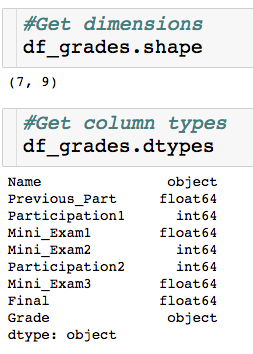 #Get dimensions
df_grades.shape
(7, 9)
#Get column types
df_grades.dtypes
Name object
Previous_Part float64
Participation1 int64
Mini_Exam1 float64
Mini_Exam2 int64
Participation2 int64
Mini_Exam3 float64
Final float64
Grade object
dtype: object